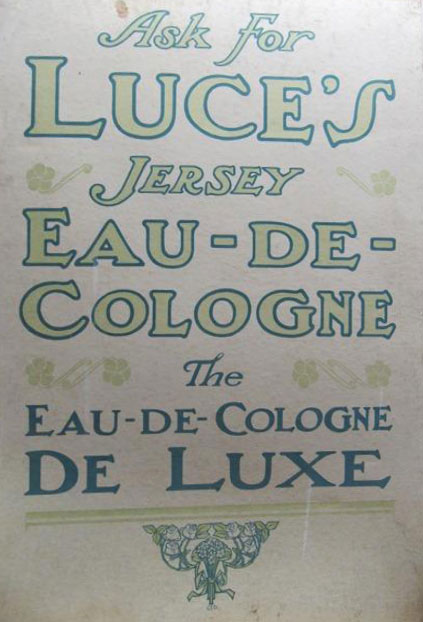 Ask for
LUCE'S
JERSEY
EAU-DE-
COLOGNE
The
EAU-DE-COLOGNE
DE LUXE